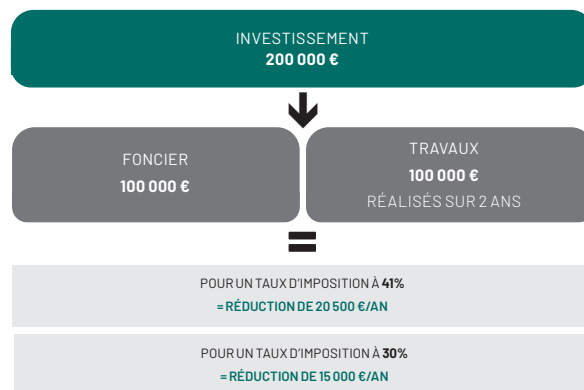 INVESTISSEMENT
200 000 €
FONCIER
100 000 €
TRAVAUX
100 000 €
RÉALISÉS SUR 2 ANS
POUR UN TAUX D'IMPOSITION À 41%
= RÉDUCTION DE 20 500 €/AN
POUR UN TAUX D'IMPOSITION À 30%
= RÉDUCTION DE 15 000 €/AN